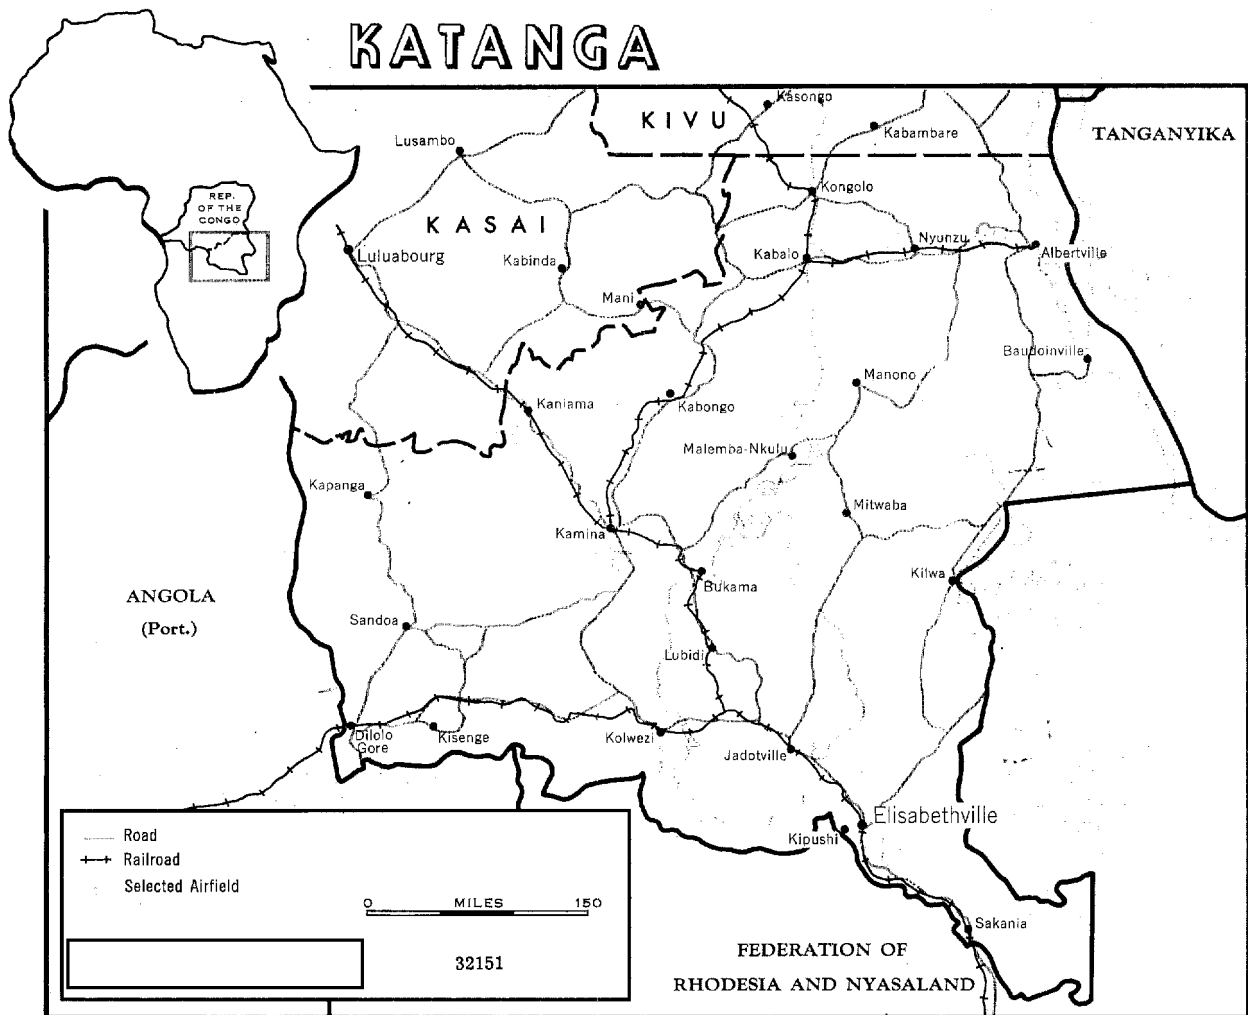 KATANGA
REP.
OF THE
CONGO
KIVU
Kasongo
Kabambare
TANGANYIKA
Lusambo
Kongolo
KASAI
Luluabourg
Kabinda
Kabalo
Nyunzu
Albertville
Mani
Baudoinville
Kaniama
Kabongo
Manono
Malemba-Nkulu
Kapanga
Mitwaba
Kamina
Bukama
Kilwa
ANGOLA
(Port.)
Sandoa
Lubidi
Dilolo
Gore
Kisenge
Kolwezi
Jadotville
Elisabethville
Kipushi
Sakania
Road
Railroad
Selected Airfield
0 MILES 150
32151
FEDERATION OF
RHODESIA AND NYASALAND